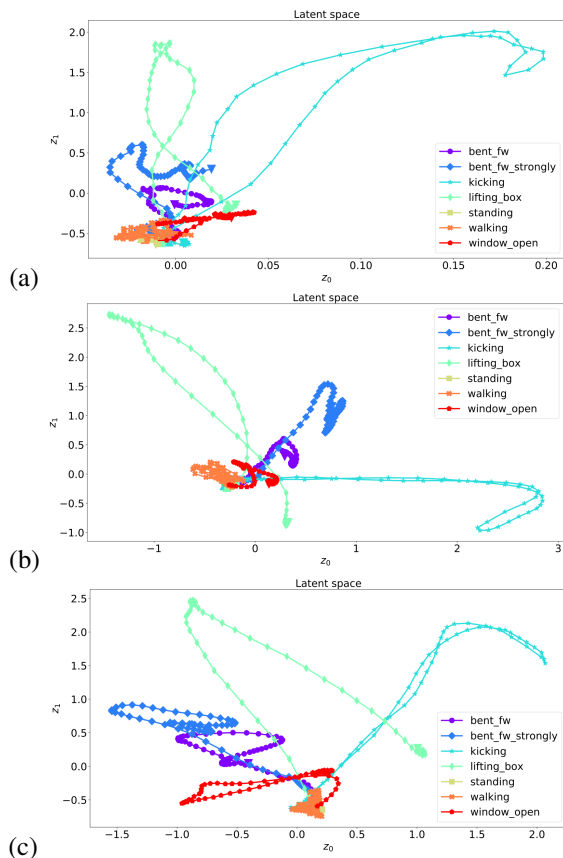 Latent space
2.0
1.5
1.0
0.5
0.0
−0.5
z1
bent_fw
bent_fw_strongly
kicking
lifting_box
standing
walking
window_open
0.00 0.05 0.10 0.15 0.20
z0
(a)
Latent space
2.5
2.0
1.5
1.0
0.5
0.0
−0.5
−1.0
z1
bent_fw
bent_fw_strongly
kicking
lifting_box
standing
walking
window_open
−1 0 1 2 3
z0
(b)
Latent space
2.5
2.0
1.5
1.0
0.5
0.0
−0.5
z1
bent_fw
bent_fw_strongly
kicking
lifting_box
standing
walking
window_open
−1.5 −1.0 −0.5 0.0 0.5 1.0 1.5 2.0
z0
(c)